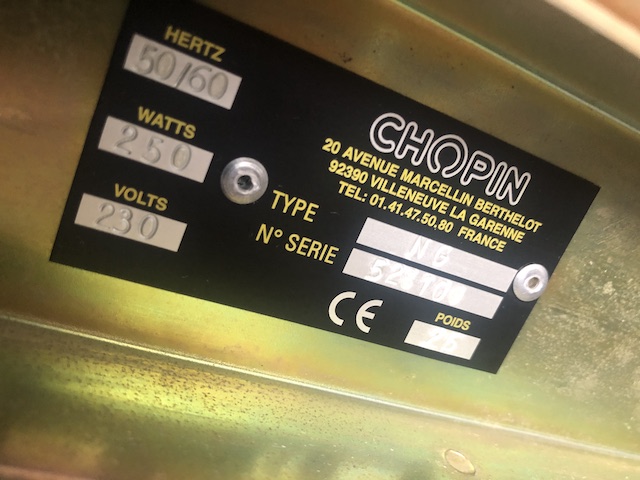 HERTZ
50/60
WATTS
250
VOLTS
230
CHOPIN
20 AVENUE MARCELLIN BERTHELOT
92390 VILLENEUVE LA GARENNE
TEL: 01.41.47.50.80 FRANCE
TYPE NG
N° SERIE
CE
POIDS